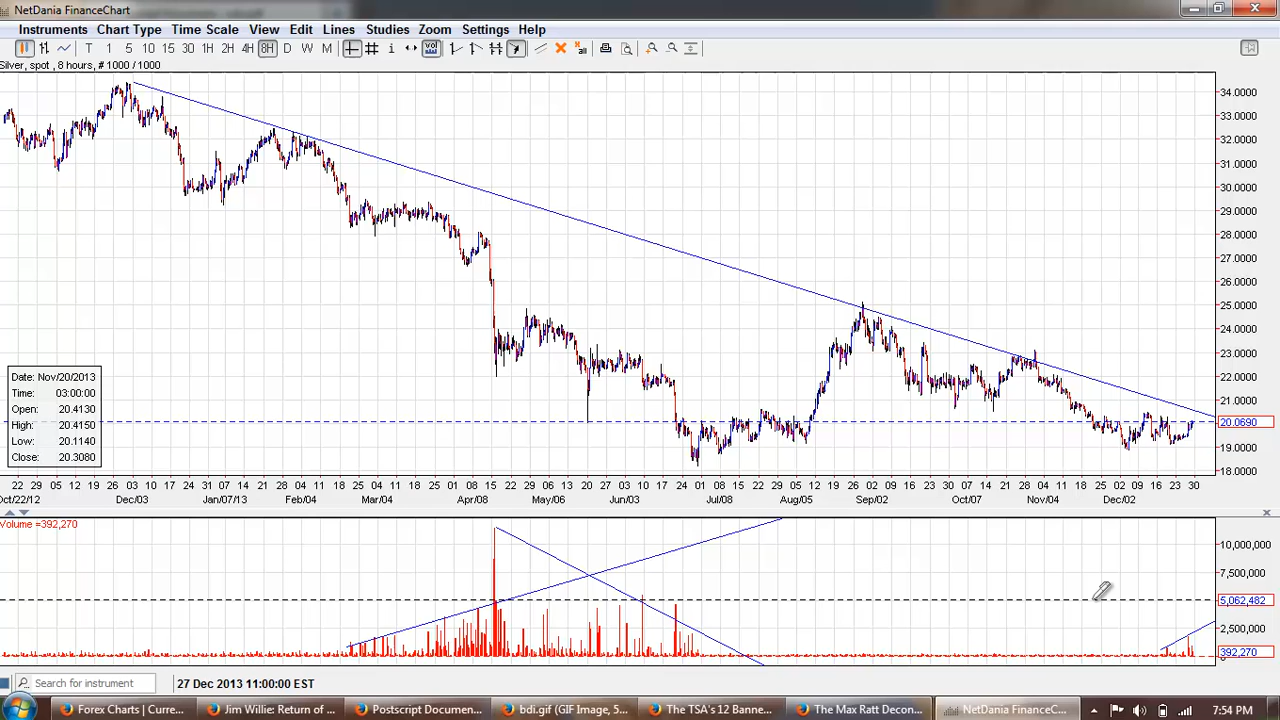 NetDania FinanceChart
Instruments Chart Type Time Scale View Edit Lines Studies Zoom Settings Help
T 1 5 10 15 30 1H 2H 4H 8H D W M i vol all
Silver, spot , 8 hours, # 1000 / 1000
34.0000
33.0000
32.0000
31.0000
30.0000
29.0000
28.0000
27.0000
26.0000
25.0000
24.0000
23.0000
22.0000
21.0000
20.0690
19.0000
18.0000
Date: Nov/20/2013
Time: 03:00:00
Open: 20.4130
High: 20.4150
Low: 20.1140
Close: 20.3080
22 29 05 12 19 26 03 10 17 24 31 07 14 21 28 04 11 18 25 04 11 18 25 01 08 15 22 29 06 13 20 27 03 10 17 24 01 08 15 22 29 05 12 19 26 02 09 16 23 30 07 14 21 28 04 11 18 25 02 09 16 23 30
Oct/22/12 Dec/03 Jan/07/13 Feb/04 Mar/04 Apr/08 May/06 Jun/03 Jul/08 Aug/05 Sep/02 Oct/07 Nov/04 Dec/02
Volume =392,270
10,000,000
7,500,000
5,062,482
2,500,000
392,270
Search for instrument 27 Dec 2013 11:00:00 EST
Forex Charts | Curre... Jim Willie: Return of ... Postscript Documents... bdi.gif (GIF Image, 5... The TSA's 12 Banne... The Max Ratt Decon... NetDania FinanceC... 7:54 PM